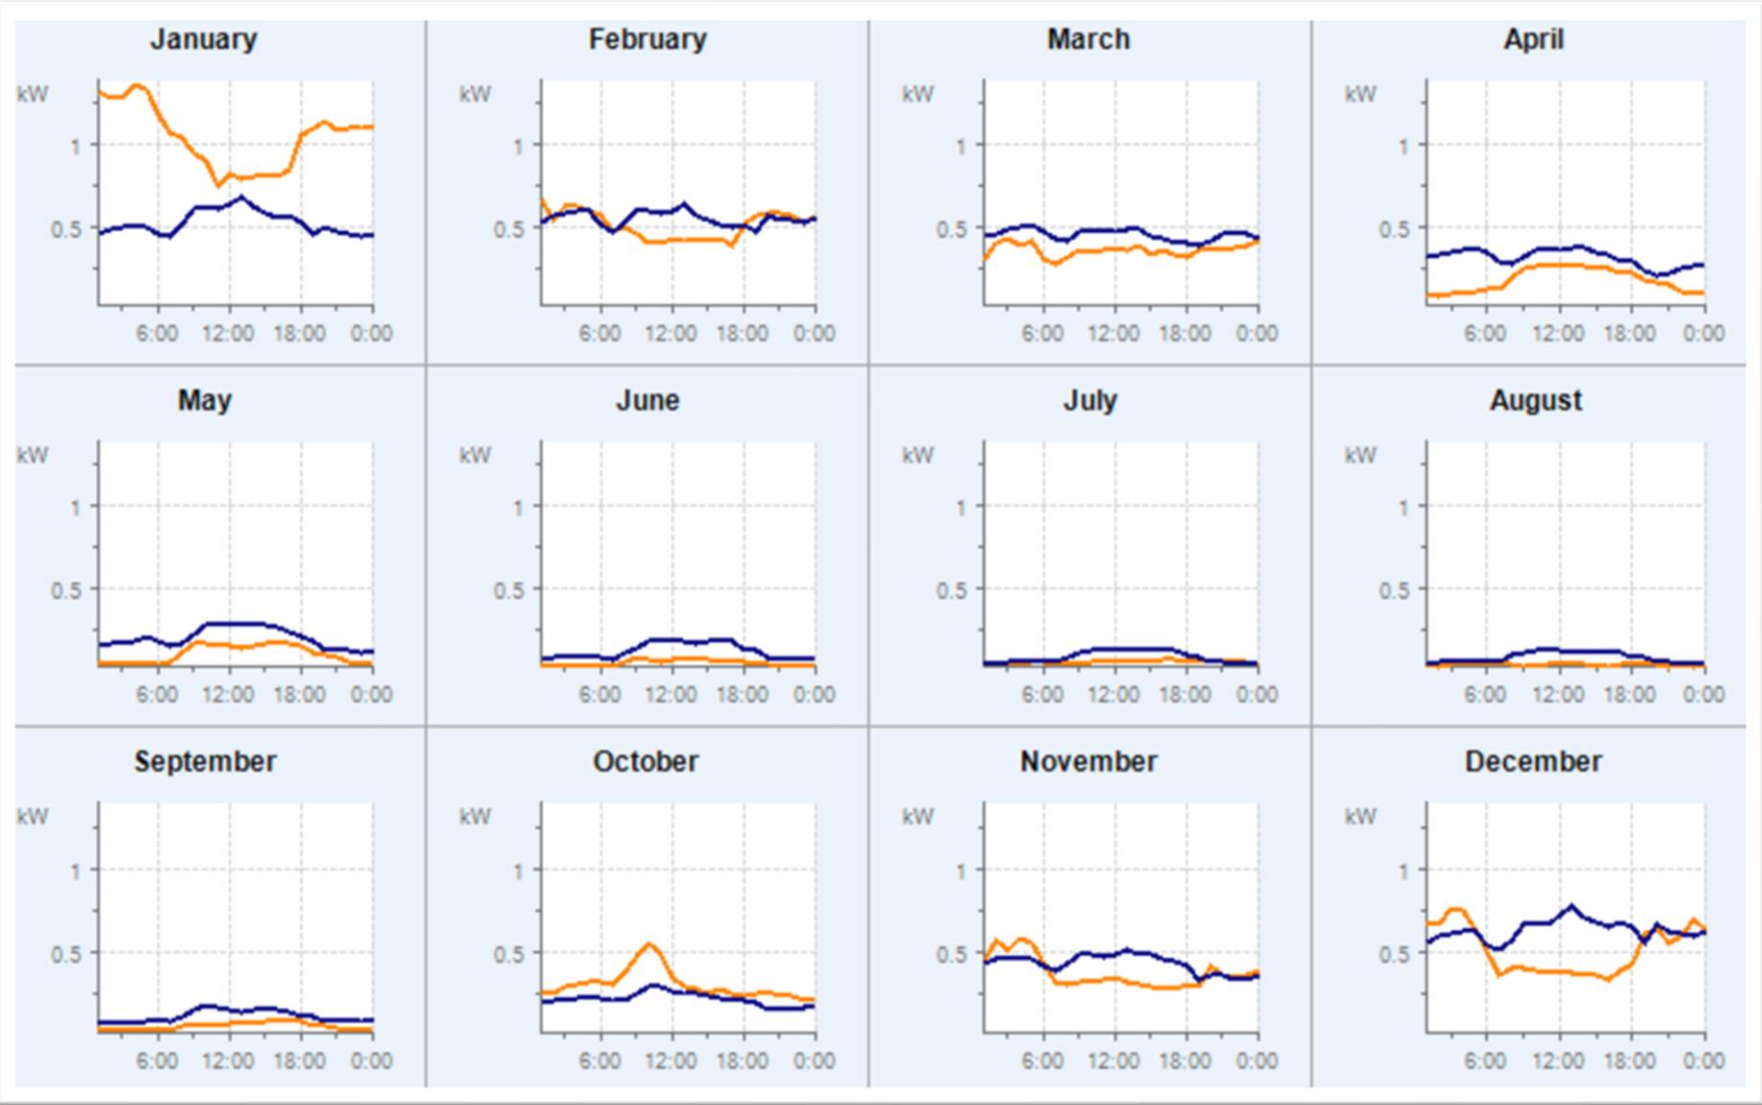 January February March April
kW kW kW kW
1 1 1 1
0.5 0.5 0.5 0.5
6:00 12:00 18:00 0:00 6:00 12:00 18:00 0:00 6:00 12:00 18:00 0:00 6:00 12:00 18:00 0:00
May June July August
kW kW kW kW
1 1 1 1
0.5 0.5 0.5 0.5
6:00 12:00 18:00 0:00 6:00 12:00 18:00 0:00 6:00 12:00 18:00 0:00 6:00 12:00 18:00 0:00
September October November December
kW kW kW kW
1 1 1 1
0.5 0.5 0.5 0.5
6:00 12:00 18:00 0:00 6:00 12:00 18:00 0:00 6:00 12:00 18:00 0:00 6:00 12:00 18:00 0:00